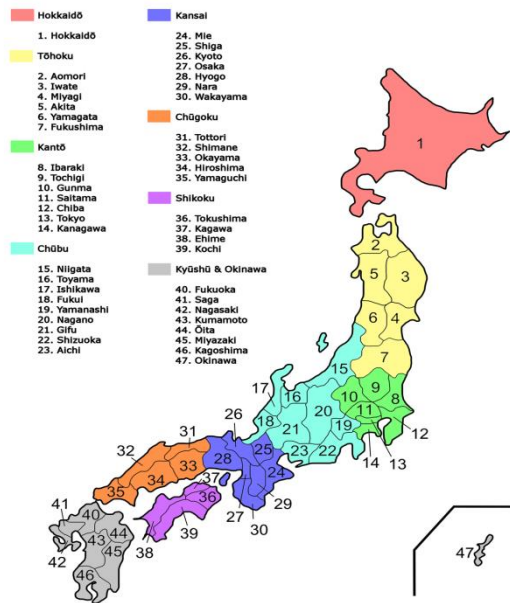 Hokkaidō
1. Hokkaidō
Tōhoku
2. Aomori
3. Iwate
4. Miyagi
5. Akita
6. Yamagata
7. Fukushima
Kantō
8. Ibaraki
9. Tochigi
10. Gunma
11. Saitama
12. Chiba
13. Tokyo
14. Kanagawa
Chūbu
15. Niigata
16. Toyama
17. Ishikawa
18. Fukui
19. Yamanashi
20. Nagano
21. Gifu
22. Shizuoka
23. Aichi
Kansai
24. Mie
25. Shiga
26. Kyoto
27. Osaka
28. Hyogo
29. Nara
30. Wakayama
Chūgoku
31. Tottori
32. Shimane
33. Okayama
34. Hiroshima
35. Yamaguchi
Shikoku
36. Tokushima
37. Kagawa
38. Ehime
39. Kochi
Kyūshū & Okinawa
40. Fukuoka
41. Saga
42. Nagasaki
43. Kumamoto
44. Ōita
45. Miyazaki
46. Kagoshima
47. Okinawa
1
2
5
3
6
4
7
15
9
10
8
11
17
16
20
18
21
19
12
23
22
14
13
26
31
25
32
28
24
33
34
37
36
35
29
27
30
38
39
41
40
44
43
42
45
46
47